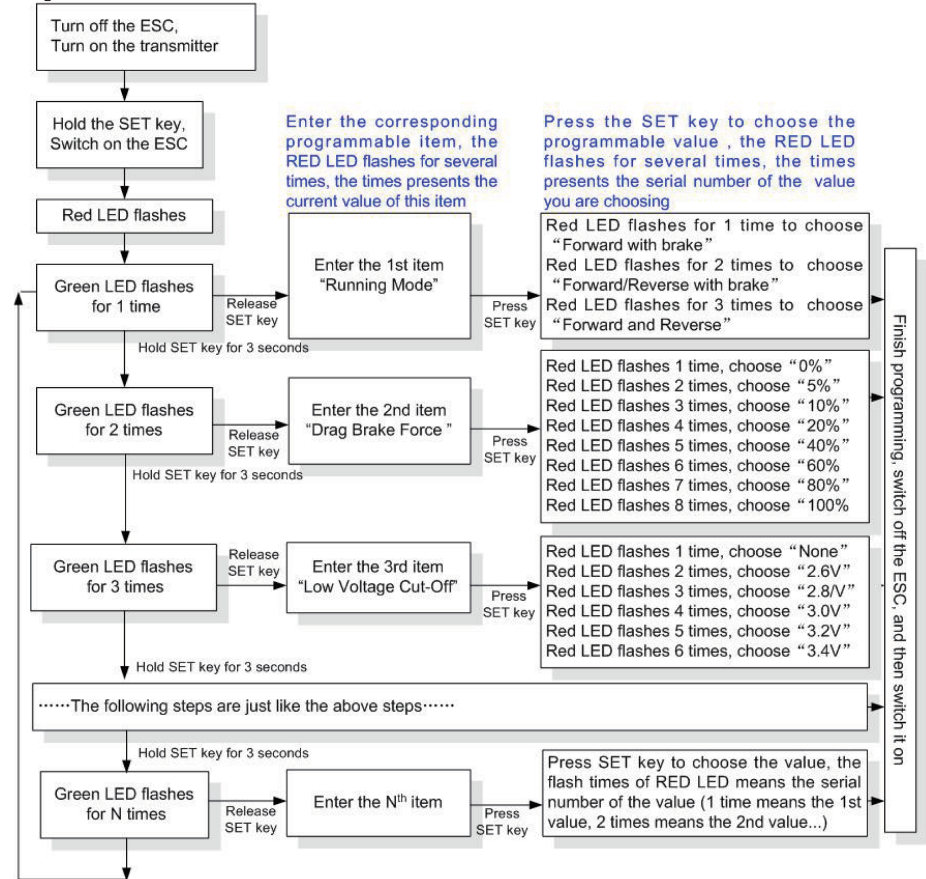 Turn off the ESC,
Turn on the transmitter
Hold the SET key,
Switch on the ESC
Enter the corresponding
programmable item, the
RED LED flashes for several
times, the times presents the
current value of this item
Press the SET key to choose the
programmable value , the RED LED
flashes for several times, the times
presents the serial number of the value
you are choosing
Red LED flashes
Green LED flashes
for 1 time
Release
SET key
Enter the 1st item
“Running Mode”
Press
SET key
Red LED flashes for 1 time to choose
“Forward with brake”
Red LED flashes for 2 times to choose
“Forward/Reverse with brake”
Red LED flashes for 3 times to choose
“Forward and Reverse”
Hold SET key for 3 seconds
Green LED flashes
for 2 times
Release
SET key
Enter the 2nd item
“Drag Brake Force ”
Press
SET key
Red LED flashes 1 time, choose “0%”
Red LED flashes 2 times, choose “5%”
Red LED flashes 3 times, choose “10%”
Red LED flashes 4 times, choose “20%”
Red LED flashes 5 times, choose “40%”
Red LED flashes 6 times, choose “60%
Red LED flashes 7 times, choose “80%”
Red LED flashes 8 times, choose “100%
Hold SET key for 3 seconds
Green LED flashes
for 3 times
Release
SET key
Enter the 3rd item
“Low Voltage Cut-Off”
Press
SET key
Red LED flashes 1 time, choose “None”
Red LED flashes 2 times, choose “2.6V”
Red LED flashes 3 times, choose “2.8/V”
Red LED flashes 4 times, choose “3.0V”
Red LED flashes 5 times, choose “3.2V”
Red LED flashes 6 times, choose “3.4V”
Hold SET key for 3 seconds
······The following steps are just like the above steps······
Hold SET key for 3 seconds
Green LED flashes
for N times
Release
SET key
Enter the Nth item
Press
SET key
Press SET key to choose the value, the
flash times of RED LED means the serial
number of the value (1 time means the 1st
value, 2 times means the 2nd value...)
Finish programming, switch off the ESC, and then switch it on